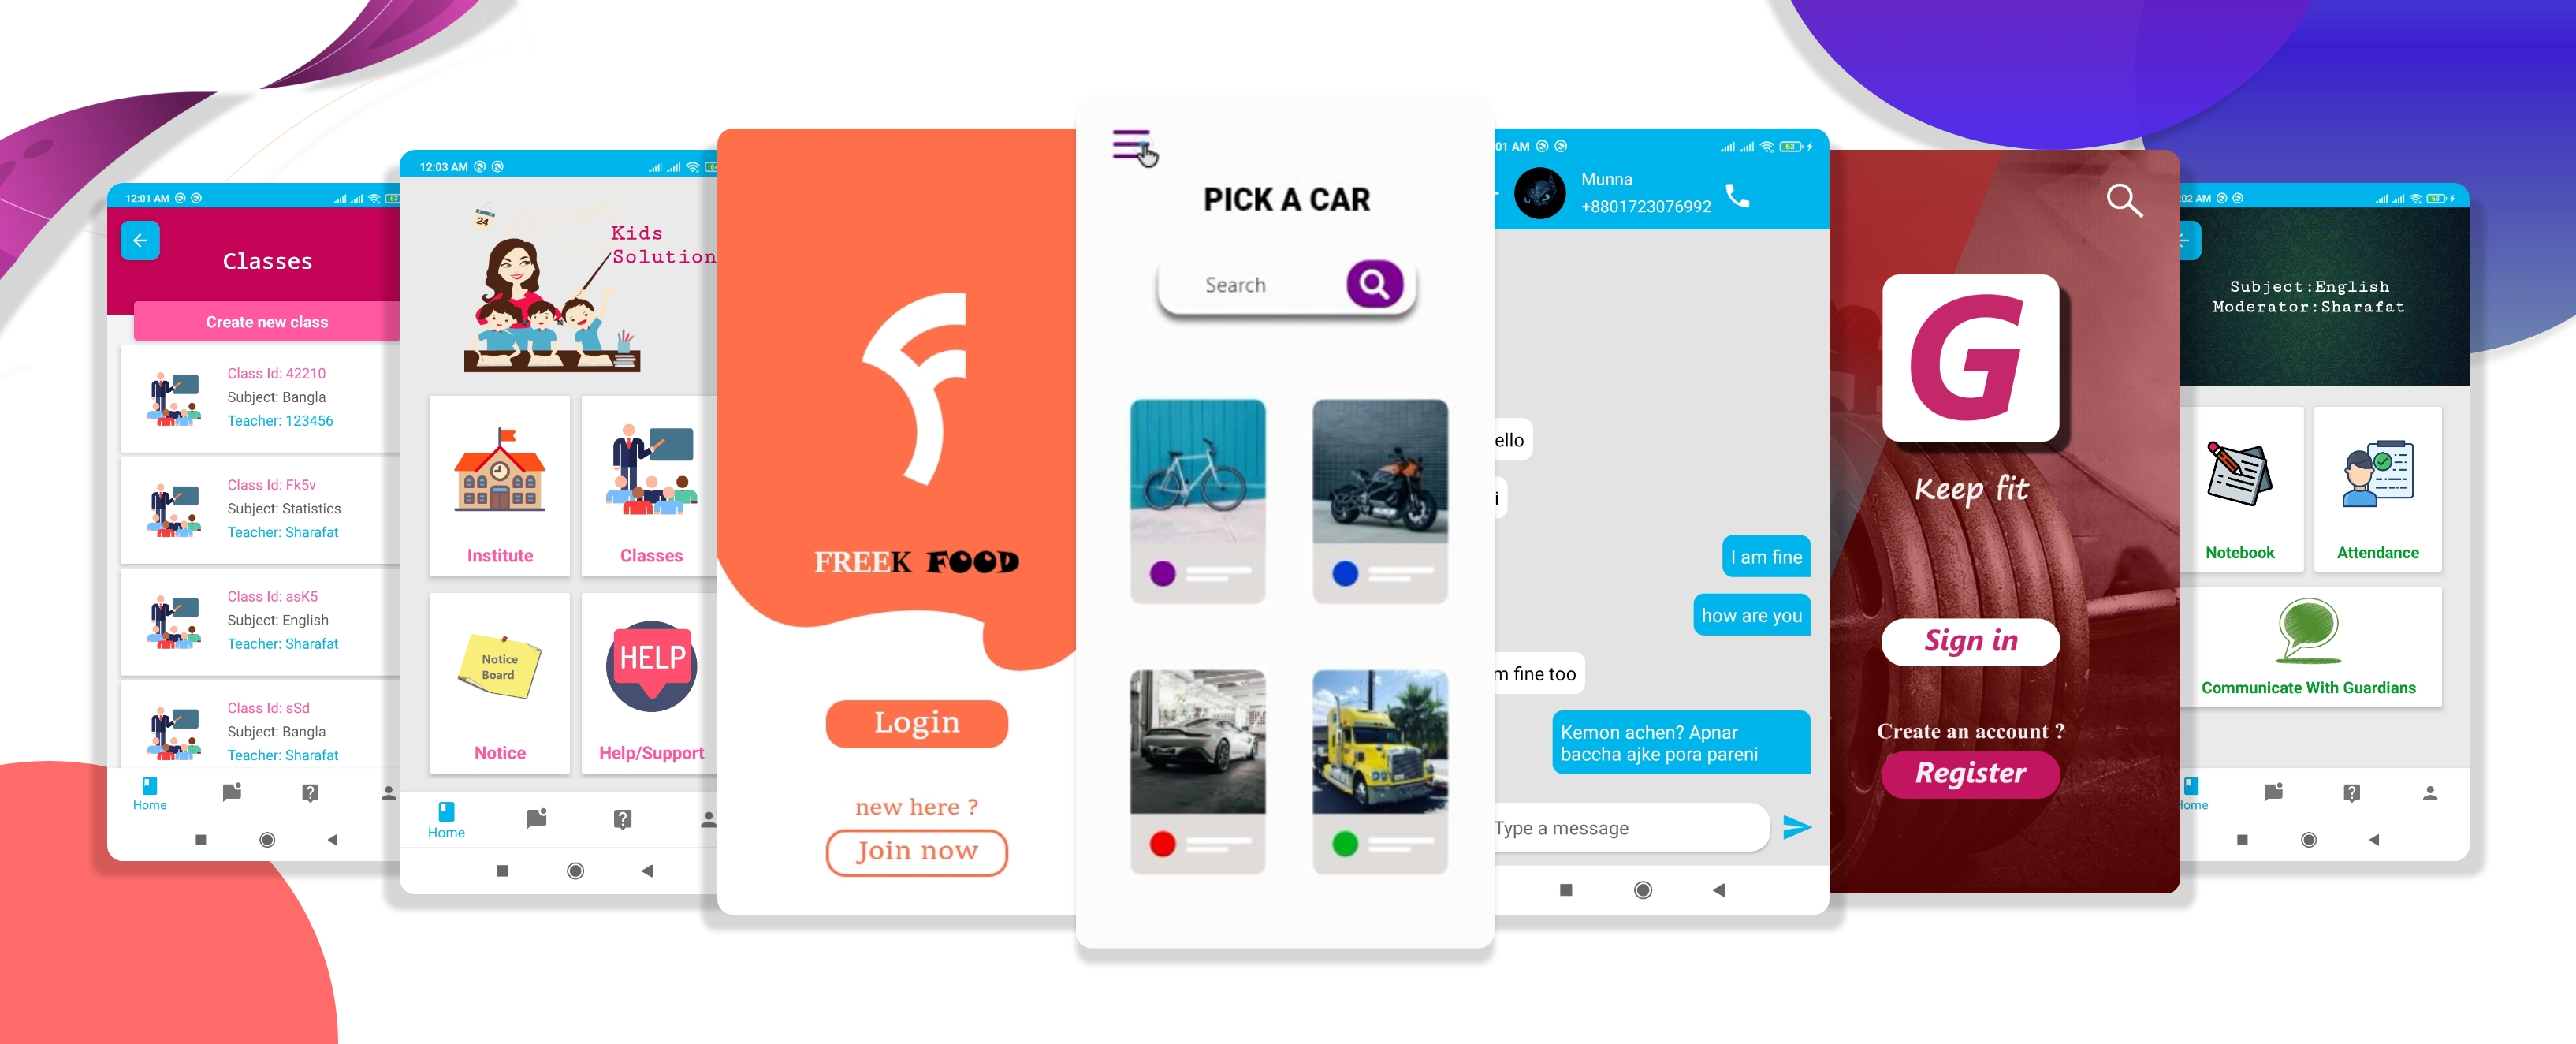 12:01 AM
63
Classes
Create new class
Class Id: 42210
Subject: Bangla
Teacher: 123456
Class Id: Fk5v
Subject: Statistics
Teacher: Sharafat
Class Id: asK5
Subject: English
Teacher: Sharafat
Class Id: sSd
Subject: Bangla
Teacher: Sharafat
Home
12:03 AM
24
Kids
Solution
Institute
Classes
Notice
Board
HELP
Notice
Help/Support
Home
FREEK FOOD
Login
new here ?
Join now
PICK A CAR
Search
01 AM
63
Munna
+8801723076992
ello
i
I am fine
how are you
m fine too
Kemon achen? Apnar
baccha ajke pora pareni
Type a message
G
Keep fit
Sign in
Create an account ?
Register
:02 AM
63
Subject:English
Moderator:Sharafat
Notebook
Attendance
Communicate With Guardians
ome